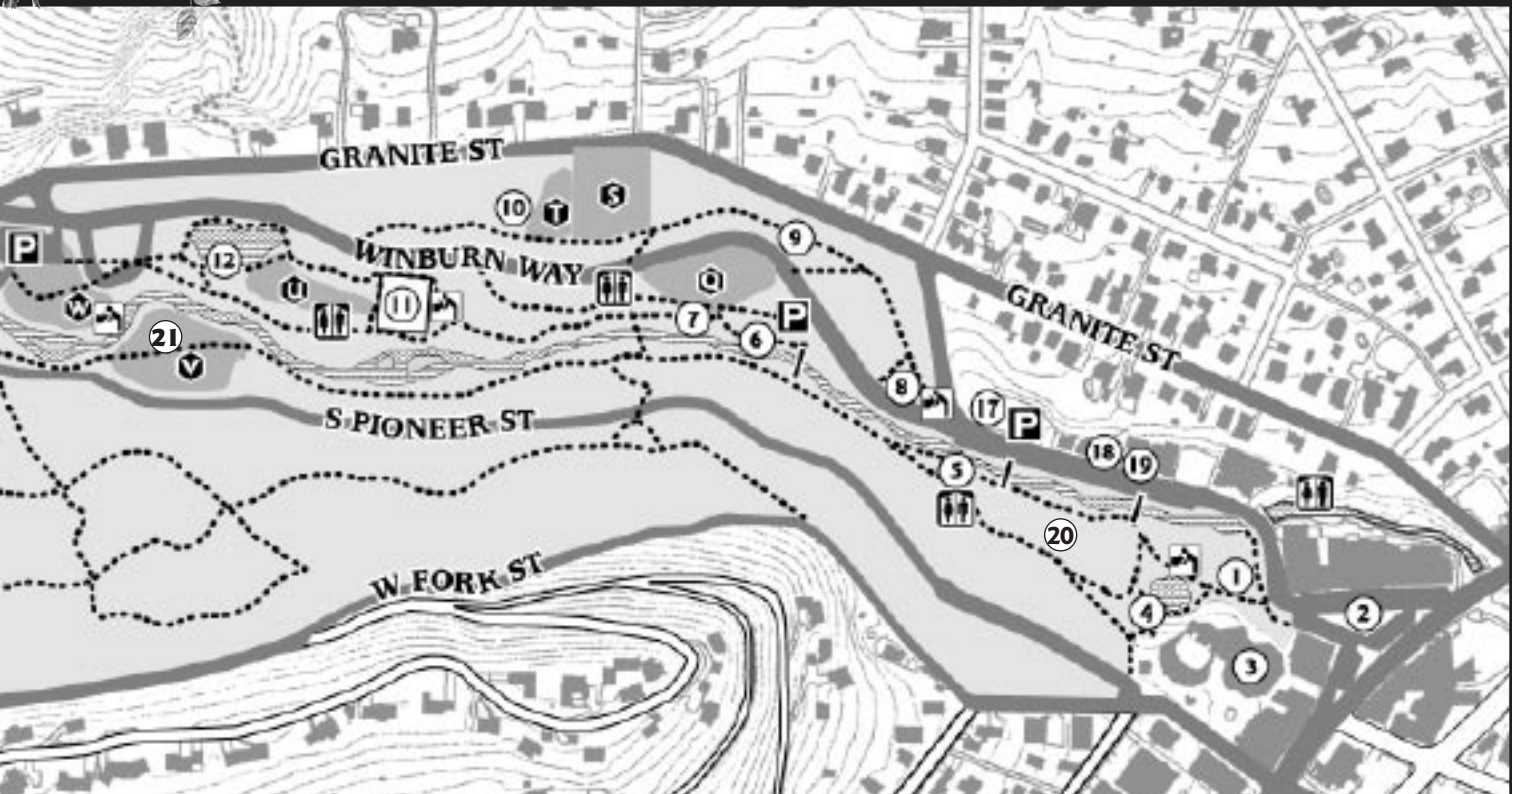 GRANITE ST
10
T
S
9
P
12
WINBURN WAY
11
U
Q
W
7
P
6
21
V
GRANITE ST
8
17
P
S PIONEER ST
18
19
5
20
W FORK ST
1
4
2
3